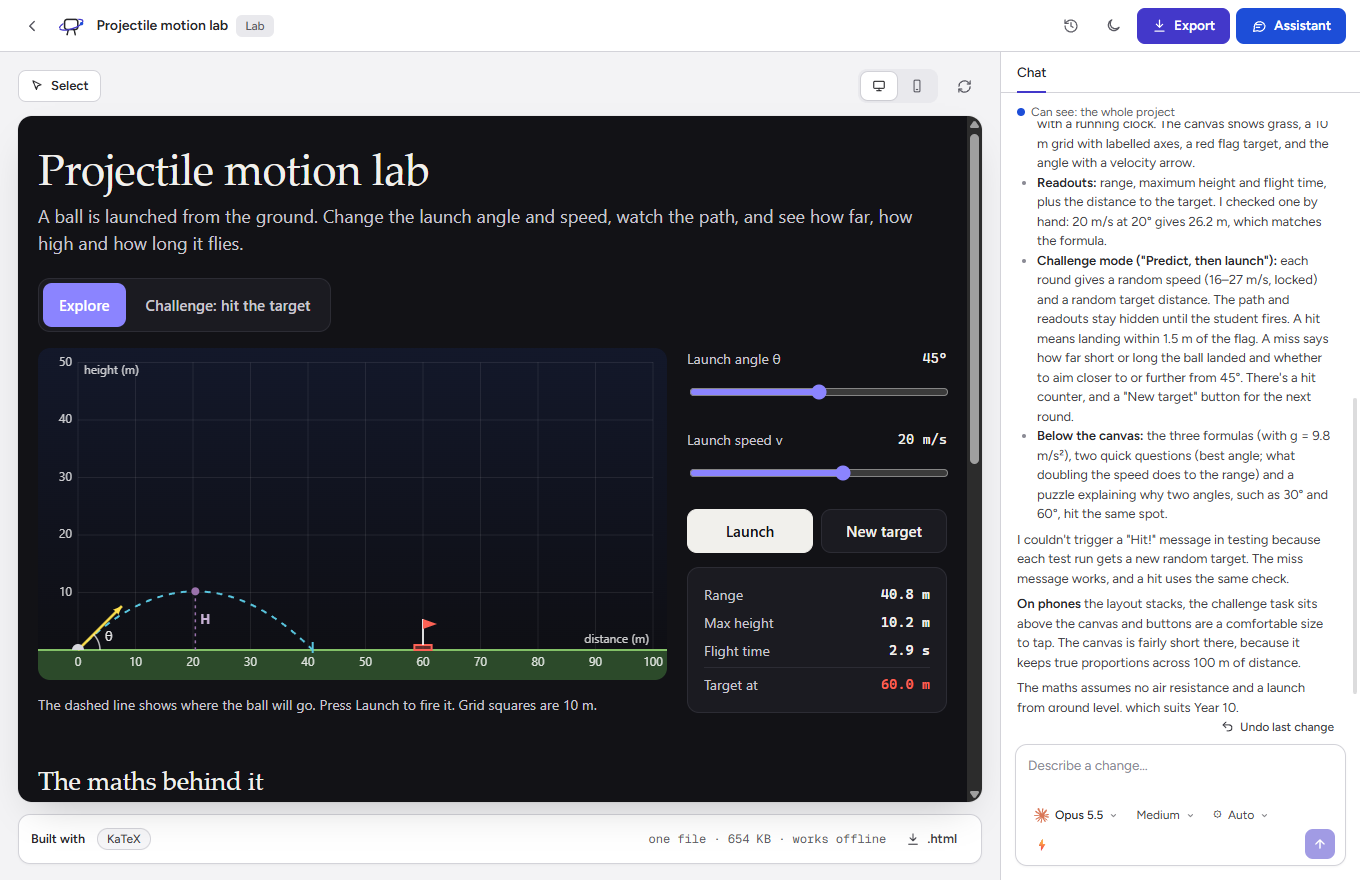 Projectile motion lab
Lab
Export
Assistant
Select
Projectile motion lab
A ball is launched from the ground. Change the launch angle and speed, watch the path, and see how far, how
high and how long it flies.
Explore
Challenge: hit the target
50
height (m)
40
30
20
10
H
θ
distance (m)
0
10
20
30
40
50
60
70
80
90
100
The dashed line shows where the ball will go. Press Launch to fire it. Grid squares are 10 m.
Launch angle θ
45°
Launch speed v
20 m/s
Launch
New target
Range
40.8 m
Max height
10.2 m
Flight time
2.9 s
Target at
60.0 m
The maths behind it
Built with
KaTeX
one file · 654 KB · works offline
.html
Chat
Can see: the whole project
with a running clock. The canvas shows grass, a 10
m grid with labelled axes, a red flag target, and the
angle with a velocity arrow.
Readouts: range, maximum height and flight time,
plus the distance to the target. I checked one by
hand: 20 m/s at 20° gives 26.2 m, which matches
the formula.
Challenge mode ("Predict, then launch"): each
round gives a random speed (16–27 m/s, locked)
and a random target distance. The path and
readouts stay hidden until the student fires. A hit
means landing within 1.5 m of the flag. A miss says
how far short or long the ball landed and whether
to aim closer to or further from 45°. There's a hit
counter, and a "New target" button for the next
round.
Below the canvas: the three formulas (with g = 9.8
m/s²), two quick questions (best angle; what
doubling the speed does to the range) and a
puzzle explaining why two angles, such as 30° and
60°, hit the same spot.
I couldn't trigger a "Hit!" message in testing because
each test run gets a new random target. The miss
message works, and a hit uses the same check.
On phones the layout stacks, the challenge task sits
above the canvas and buttons are a comfortable size
to tap. The canvas is fairly short there, because it
keeps true proportions across 100 m of distance.
The maths assumes no air resistance and a launch
from ground level, which suits Year 10.
Undo last change
Describe a change...
Opus 5.5
Medium
Auto